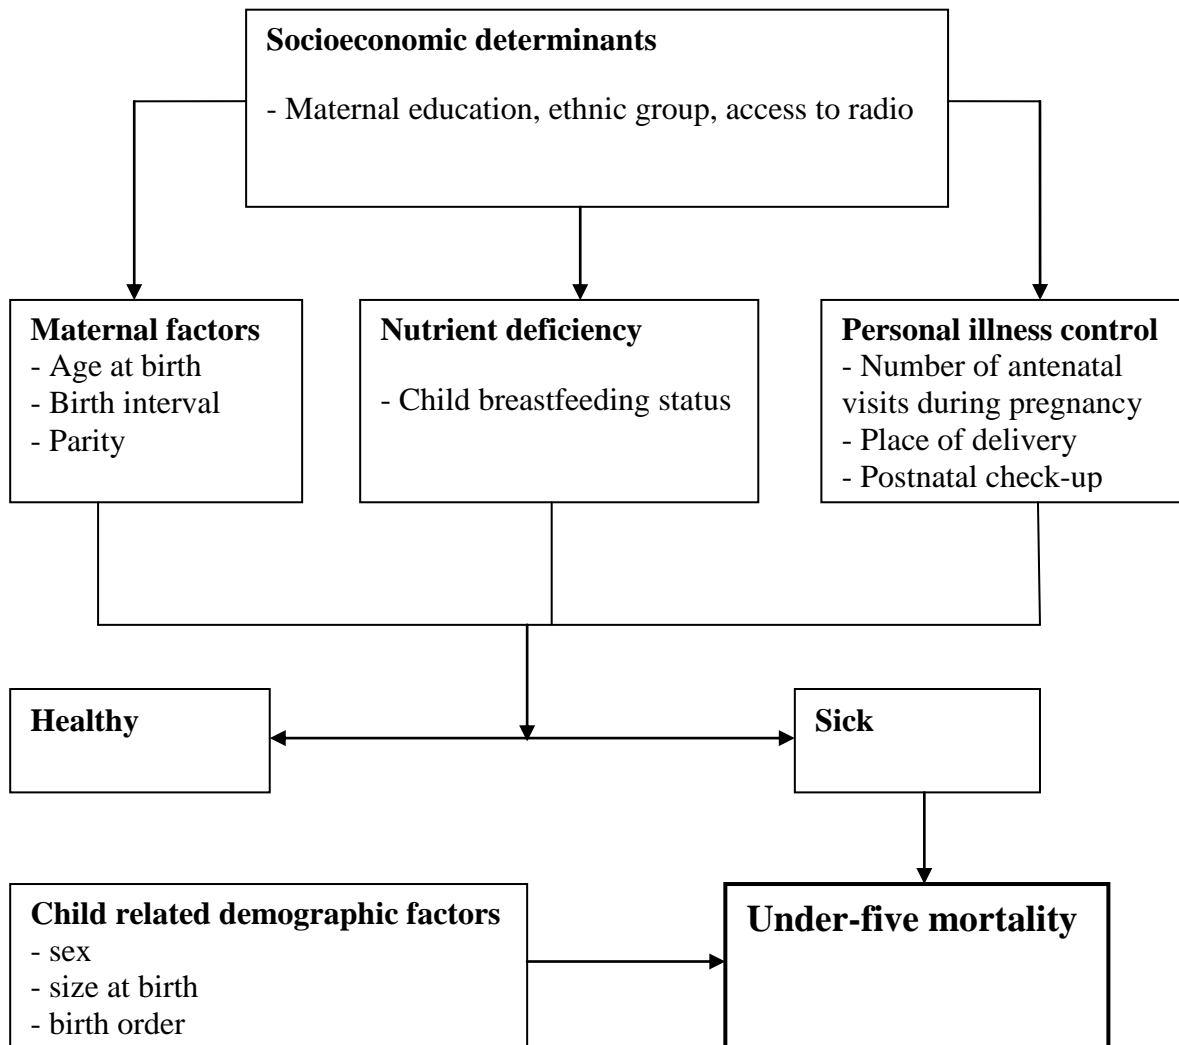 Socioeconomic determinants
- Maternal education, ethnic group, access to radio
Maternal factors
- Age at birth
- Birth interval
- Parity
Nutrient deficiency
- Child breastfeeding status
Personal illness control
- Number of antenatal
visits during pregnancy
- Place of delivery
- Postnatal check-up
Healthy
Sick
Child related demographic factors
- sex
- size at birth
- birth order
Under-five mortality